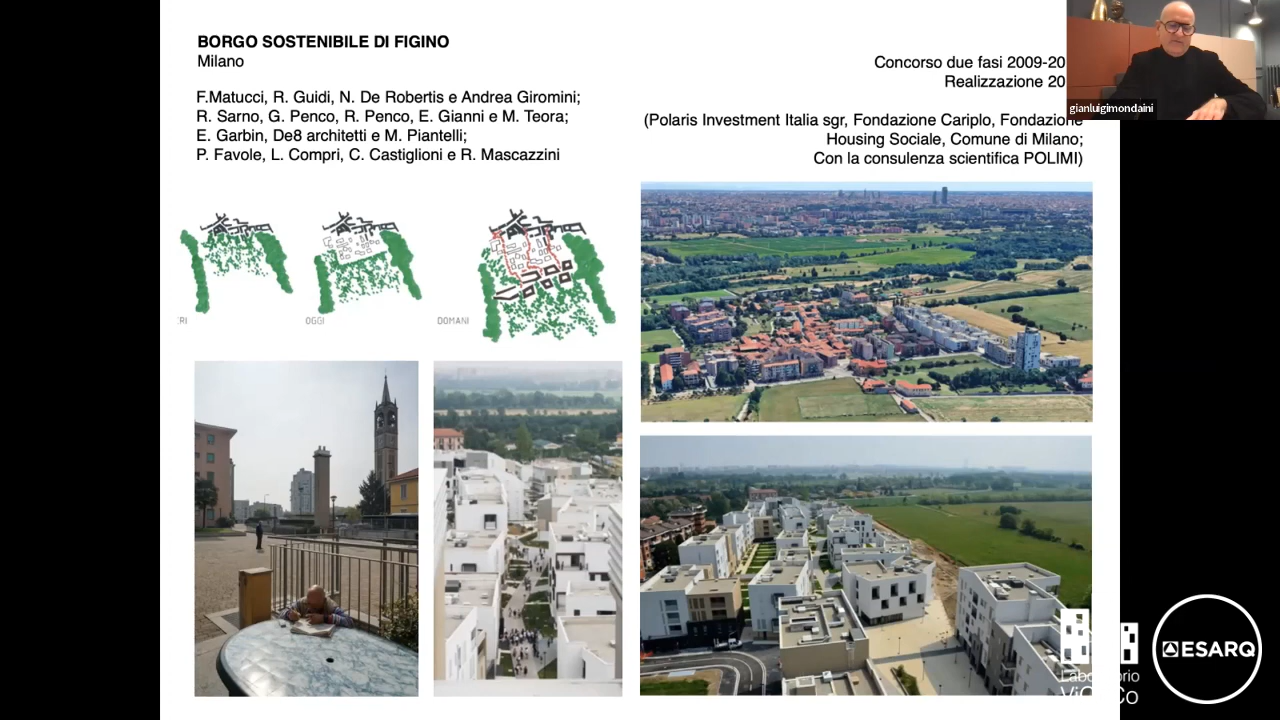 BORGO SOSTENIBILE DI FIGINO
Milano
F.Matucci, R. Guidi, N. De Robertis e Andrea Giromini;
R. Sarno, G. Penco, R. Penco, E. Gianni e M. Teora;
E. Garbin, De8 architetti e M. Piantelli;
P. Favole, L. Compri, C. Castiglioni e R. Mascazzini
Concorso due fasi 2009-20
Realizzazione 20
(Polaris Investment Italia sgr, Fondazione Cariplo, Fondazione
Housing Sociale, Comune di Milano;
Con la consulenza scientifica POLIMI)
gianluigimondaini
OGGI
DOMANI
ESARQ